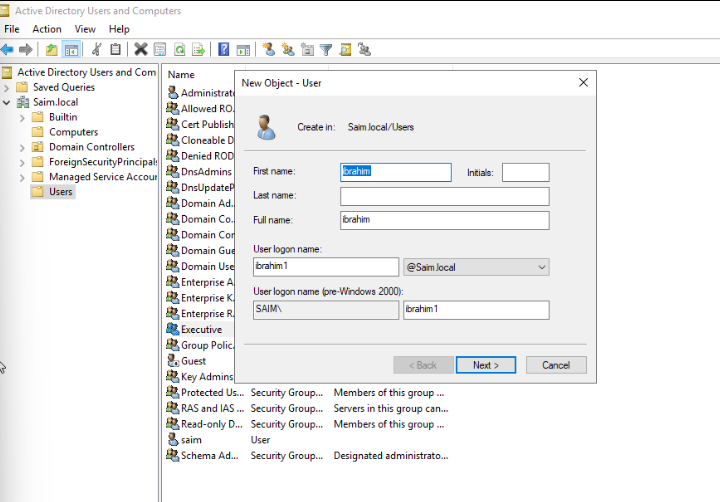 Active Directory Users and Computers
File Action View Help
Active Directory Users and Com
Saved Queries
Saim.local
Builtin
Computers
Domain Controllers
ForeignSecurityPrincipals
Managed Service Accour
Users
Name
Administrato
Allowed RO.
Cert Publish
Cloneable D
Denied ROD
DnsAdmins
DnsUpdateP
Domain Ad..
Domain Co..
Domain Con
Domain Gue
Domain Use
Enterprise A
Enterprise K.
Enterprise R.
Executive
Group Polic.
Guest
Key Admins
Protected Us... Security Group... Members of this group ...
RAS and IAS ... Security Group... Servers in this group can...
Read-only D... Security Group... Members of this group ...
saim User
Schema Ad... Security Group... Designated administrato...
New Object - User
Create in: Saim.local/Users
First name: ibrahim Initials:
Last name:
Full name: ibrahim
User logon name:
ibrahim1 @Saim.local
User logon name (pre-Windows 2000):
SAIM\ ibrahim1
< Back Next > Cancel